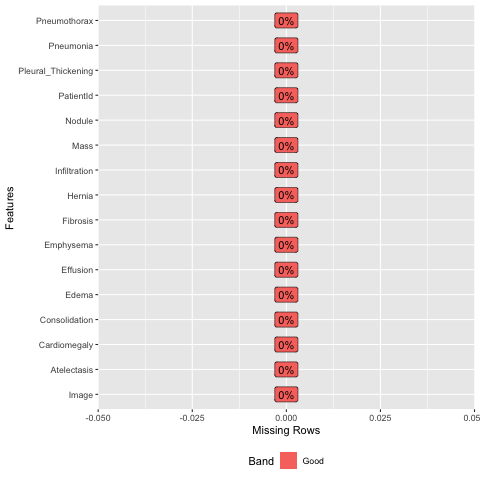 Features
Pneumothorax 0%
Pneumonia 0%
Pleural_Thickening 0%
PatientId 0%
Nodule 0%
Mass 0%
Infiltration 0%
Hernia 0%
Fibrosis 0%
Emphysema 0%
Effusion 0%
Edema 0%
Consolidation 0%
Cardiomegaly 0%
Atelectasis 0%
Image 0%
-0.050 -0.025 0.000 0.025 0.05
Missing Rows
Band Good